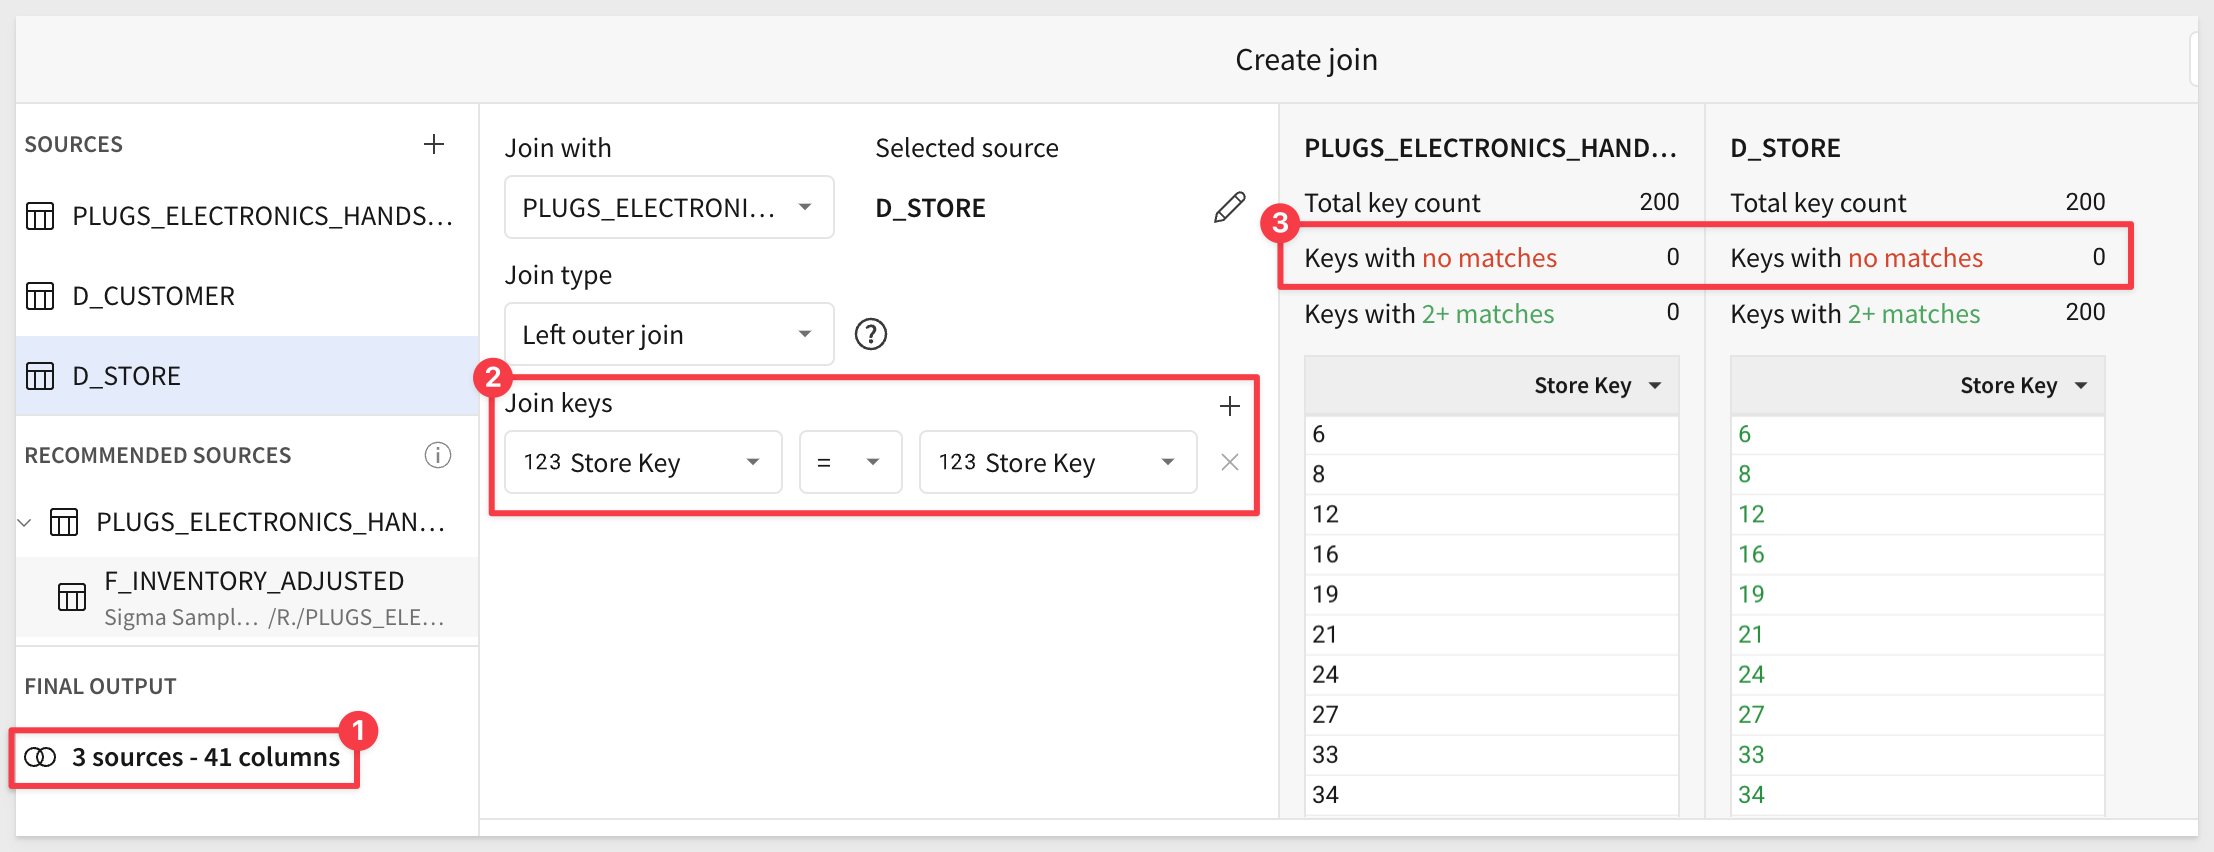 Create join
SOURCES
PLUGS_ELECTRONICS_HANDS...
D_CUSTOMER
D_STORE
RECOMMENDED SOURCES
PLUGS_ELECTRONICS_HAN...
F_INVENTORY_ADJUSTED
Sigma Sampl... /R./PLUGS_ELE...
FINAL OUTPUT
1
3 sources - 41 columns
Join with
Selected source
PLUGS_ELECTRONI...
D_STORE
Join type
Left outer join
?
2
Join keys
123 Store Key
=
123 Store Key
PLUGS_ELECTRONICS_HAND...
Total key count 200
3
Keys with no matches 0
Keys with 2+ matches 0
Store Key
6
8
12
16
19
21
24
27
33
34
D_STORE
Total key count 200
Keys with no matches 0
Keys with 2+ matches 200
Store Key
6
8
12
16
19
21
24
27
33
34